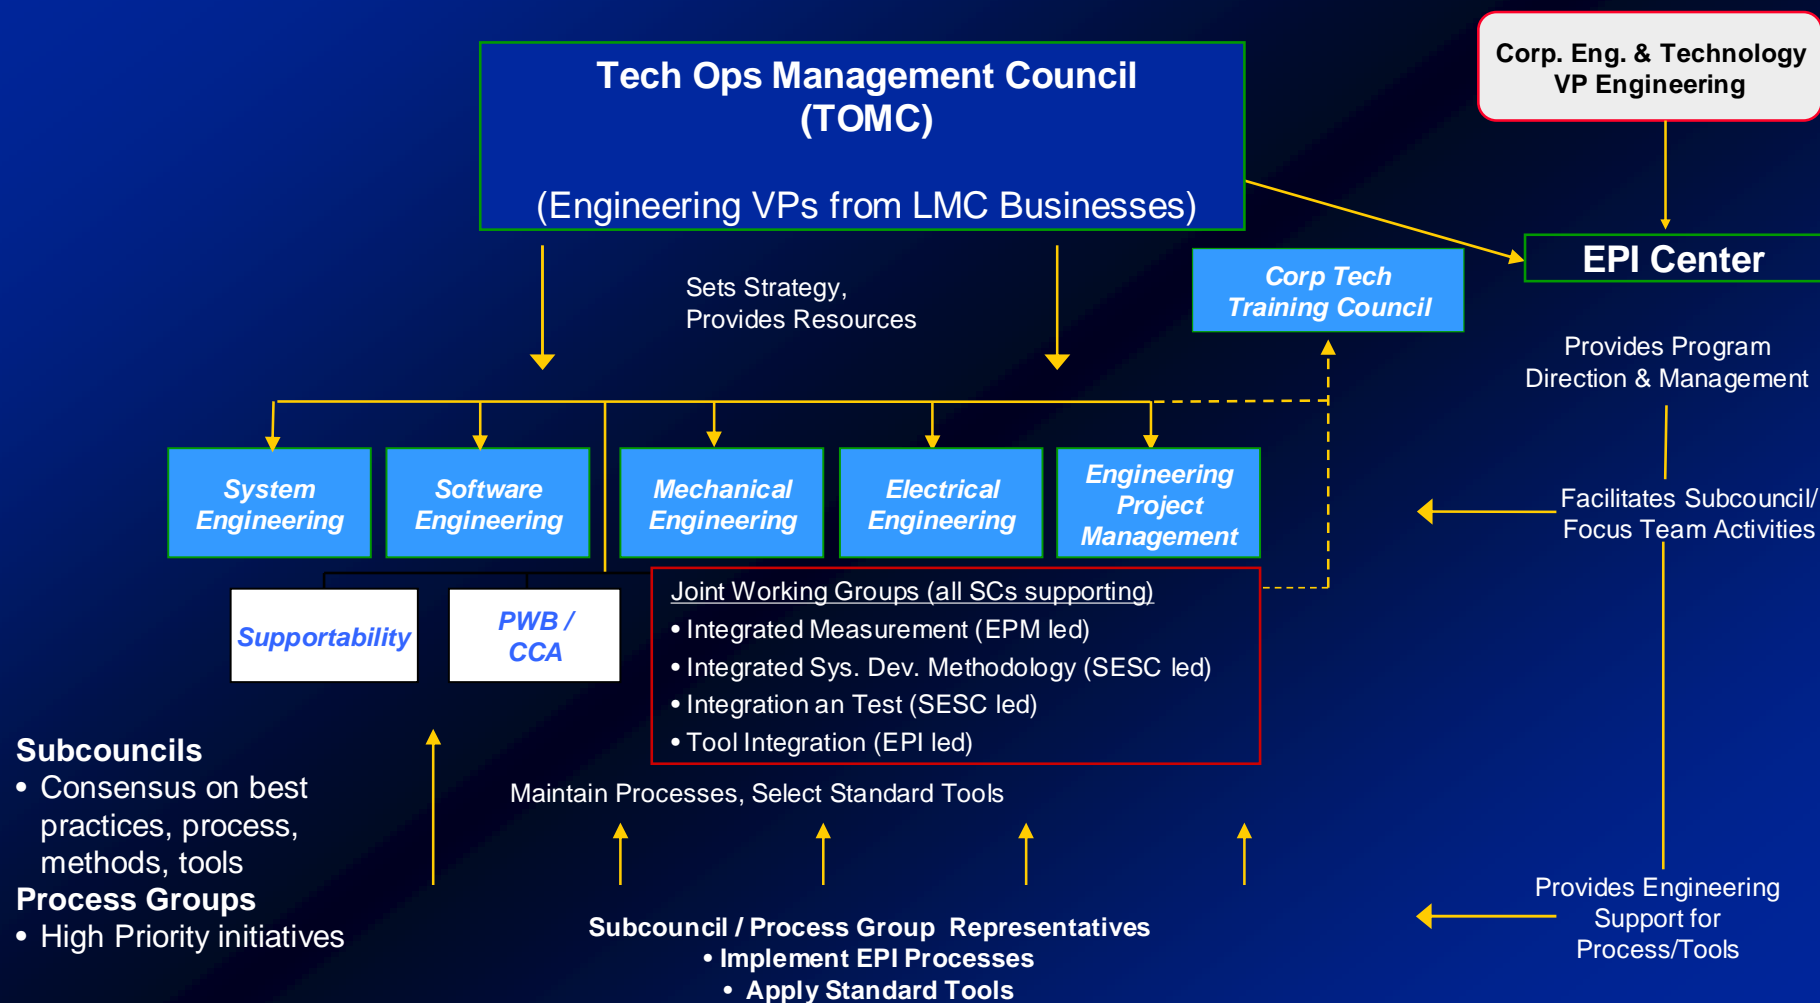 Tech Ops Management Council
(TOMC)
(Engineering VPs from LMC Businesses)
Corp. Eng. & Technology
VP Engineering
EPI Center
Sets Strategy,
Provides Resources
Corp Tech
Training Council
Provides Program
Direction & Management
System
Engineering
Software
Engineering
Mechanical
Engineering
Electrical
Engineering
Engineering
Project
Management
Facilitates Subcouncil/
Focus Team Activities
Supportability
PWB /
CCA
Joint Working Groups (all SCs supporting)
• Integrated Measurement (EPM led)
• Integrated Sys. Dev. Methodology (SESC led)
• Integration an Test (SESC led)
• Tool Integration (EPI led)
Subcouncils
• Consensus on best
practices, process,
methods, tools
Process Groups
• High Priority initiatives
Maintain Processes, Select Standard Tools
Subcouncil / Process Group Representatives
• Implement EPI Processes
• Apply Standard Tools
Provides Engineering
Support for
Process/Tools